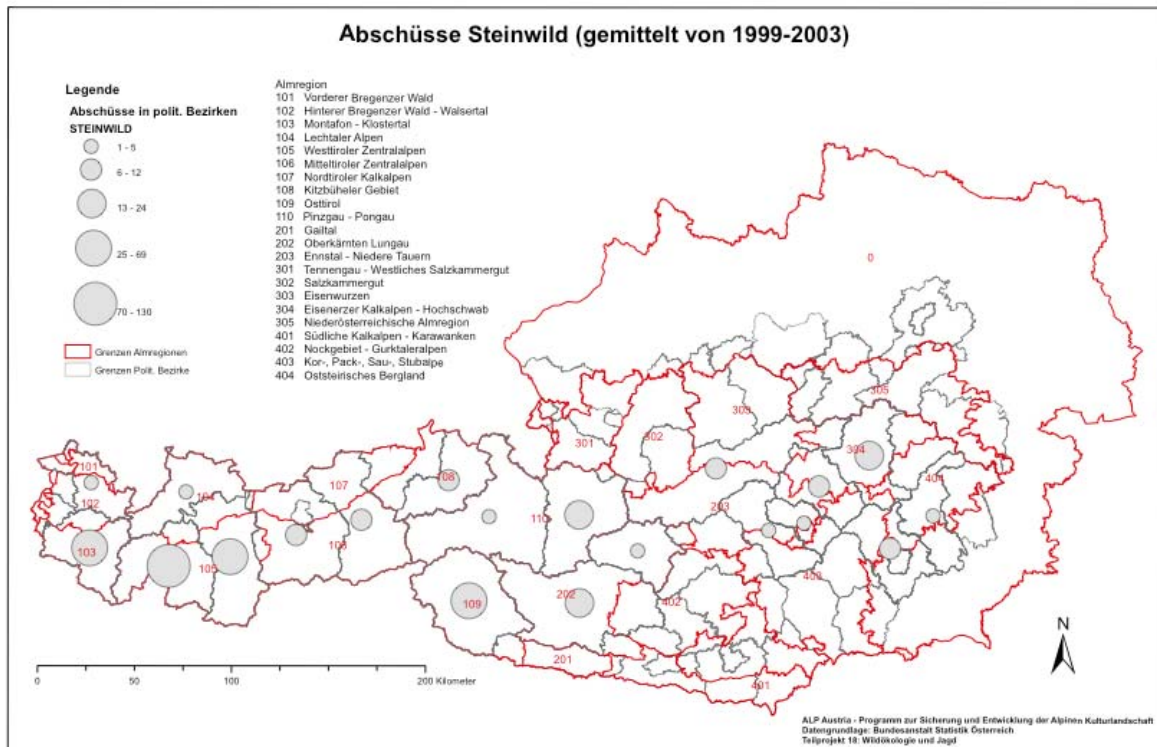 Abschüsse Steinwild (gemittelt von 1999-2003)
Legende
Abschüsse in polit. Bezirken
STEINWILD
1 - 5
6 - 12
13 - 24
25 - 69
70 - 130
Grenzen Almregionen
Grenzen Polit. Bezirke
Almregion
101 Vorderer Bregenzer Wald
102 Hinterer Bregenzer Wald - Walsertal
103 Montafon - Klostertal
104 Lechtaler Alpen
105 Westtiroler Zentralalpen
106 Mitteltiroler Zentralalpen
107 Nordtiroler Kalkalpen
108 Kitzbüheler Gebiet
109 Osttirol
110 Pinzgau - Pongau
201 Gailtal
202 Oberkärnten Lungau
203 Ennstal - Niedere Tauern
301 Tennengau - Westliches Salzkammergut
302 Salzkammergut
303 Eisenwurzen
304 Eisenerzer Kalkalpen - Hochschwab
305 Niederösterreichische Almregion
401 Südliche Kalkalpen - Karawanken
402 Nockgebiet - Gurktaleralpen
403 Kor-, Pack-, Sau-, Stubalpe
404 Oststeirisches Bergland
0
305
303
302
301
304
404
101
102
104
107
108
203
110
103
105
106
403
109
202
402
201
401
N
0 50 100 200 Kilometer
ALP Austria - Programm zur Sicherung und Entwicklung der Alpinen Kulturlandschaft
Datengrundlage: Bundesanstalt Statistik Österreich
Teilprojekt 18: Wildökologie und Jagd